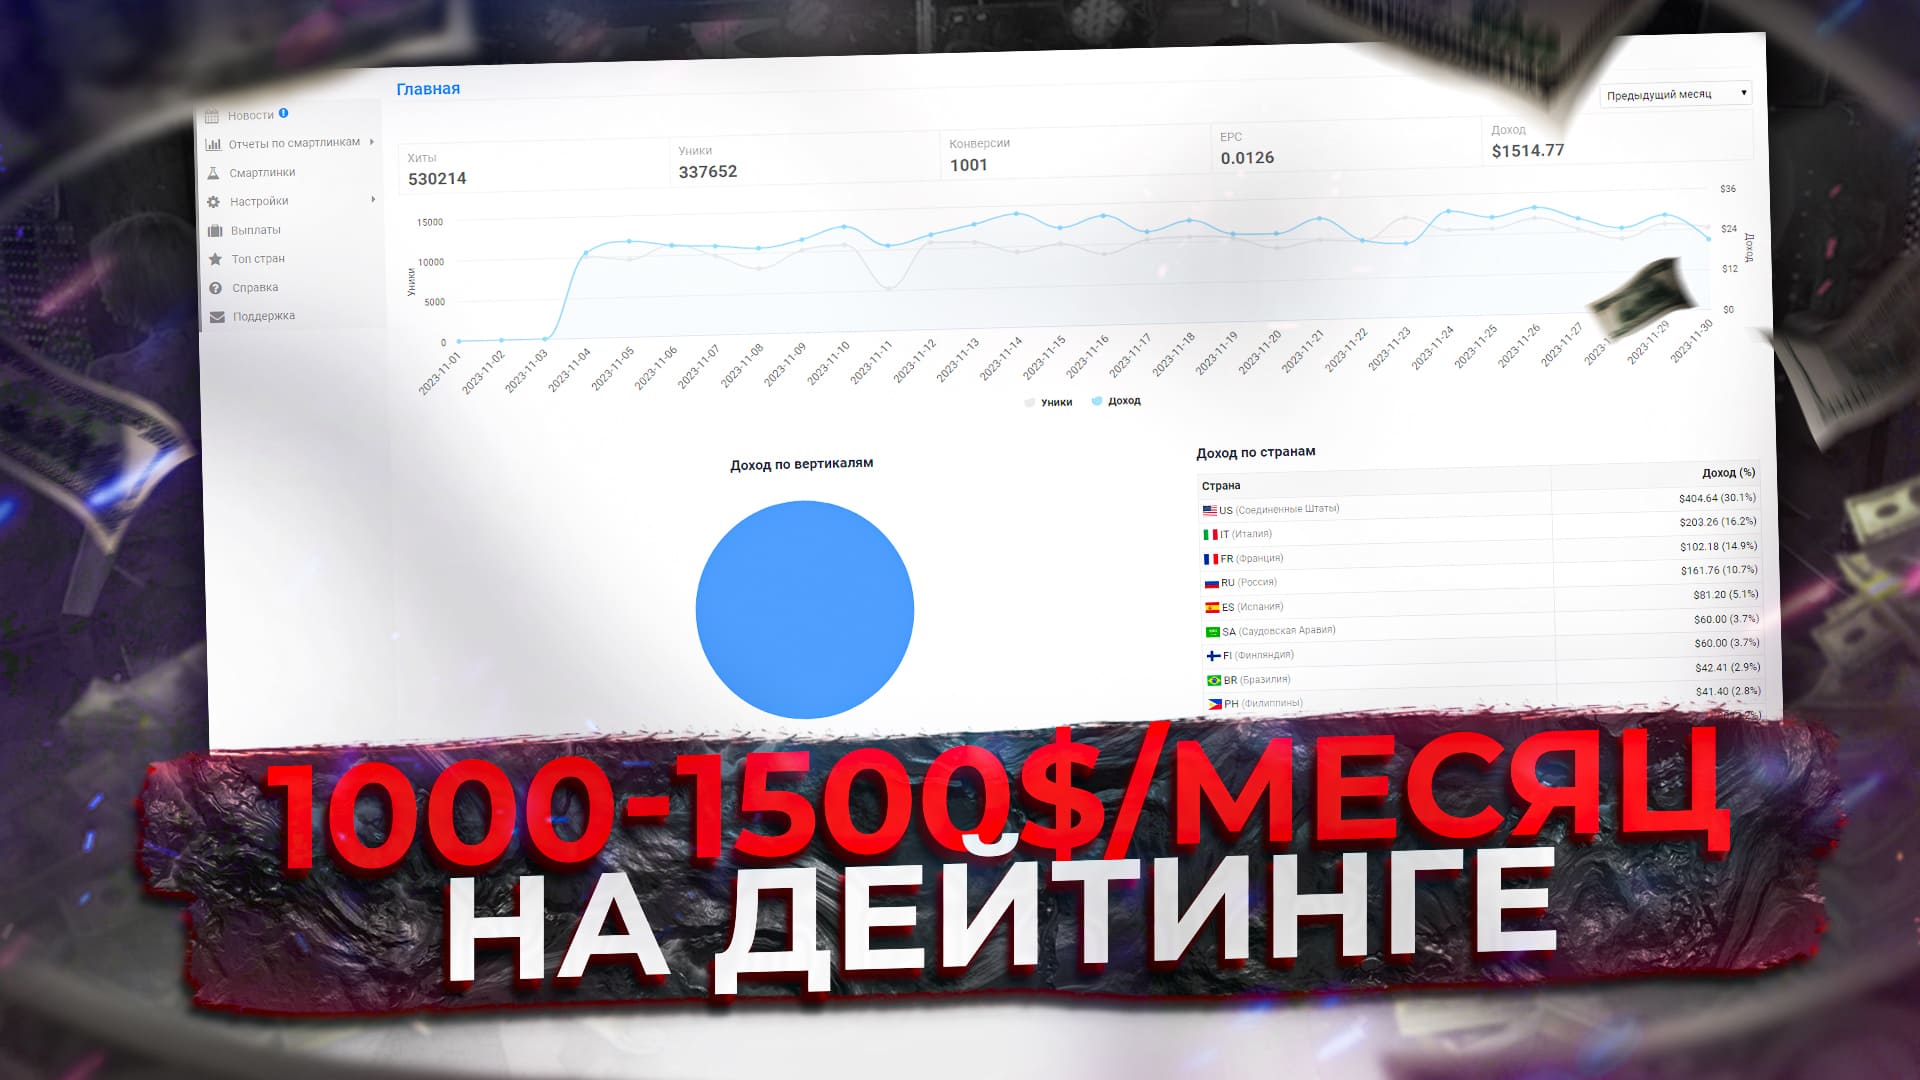 Главная
Предыдущий месяц
Новости
Отчеты по смартлинкам
Смартлинки
Настройки
Выплаты
Топ стран
Справка
Поддержка
Хиты
530214
Уники
337652
Конверсии
1001
EPC
0.0126
Доход
$1514.77
15000
10000
5000
0
Уники
$36
$24
$12
$0
Доход
2023-11-01
2023-11-02
2023-11-03
2023-11-04
2023-11-05
2023-11-06
2023-11-07
2023-11-08
2023-11-09
2023-11-10
2023-11-11
2023-11-12
2023-11-13
2023-11-14
2023-11-15
2023-11-16
2023-11-17
2023-11-18
2023-11-19
2023-11-20
2023-11-21
2023-11-22
2023-11-23
2023-11-24
2023-11-25
2023-11-26
2023-11-27
2023-11-29
2023-11-30
Уники Доход
Доход по вертикалям
Доход по странам
Страна Доход (%)
US (Соединенные Штаты) $404.64 (30.1%)
IT (Италия) $203.26 (16.2%)
FR (Франция) $102.18 (14.9%)
RU (Россия) $161.76 (10.7%)
ES (Испания) $81.20 (5.1%)
SA (Саудовская Аравия) $60.00 (3.7%)
FI (Финляндия) $60.00 (3.7%)
BR (Бразилия) $42.41 (2.9%)
PH (Филиппины) $41.40 (2.8%)
1000-1500$/МЕСЯЦ
НА ДЕЙТИНГЕ